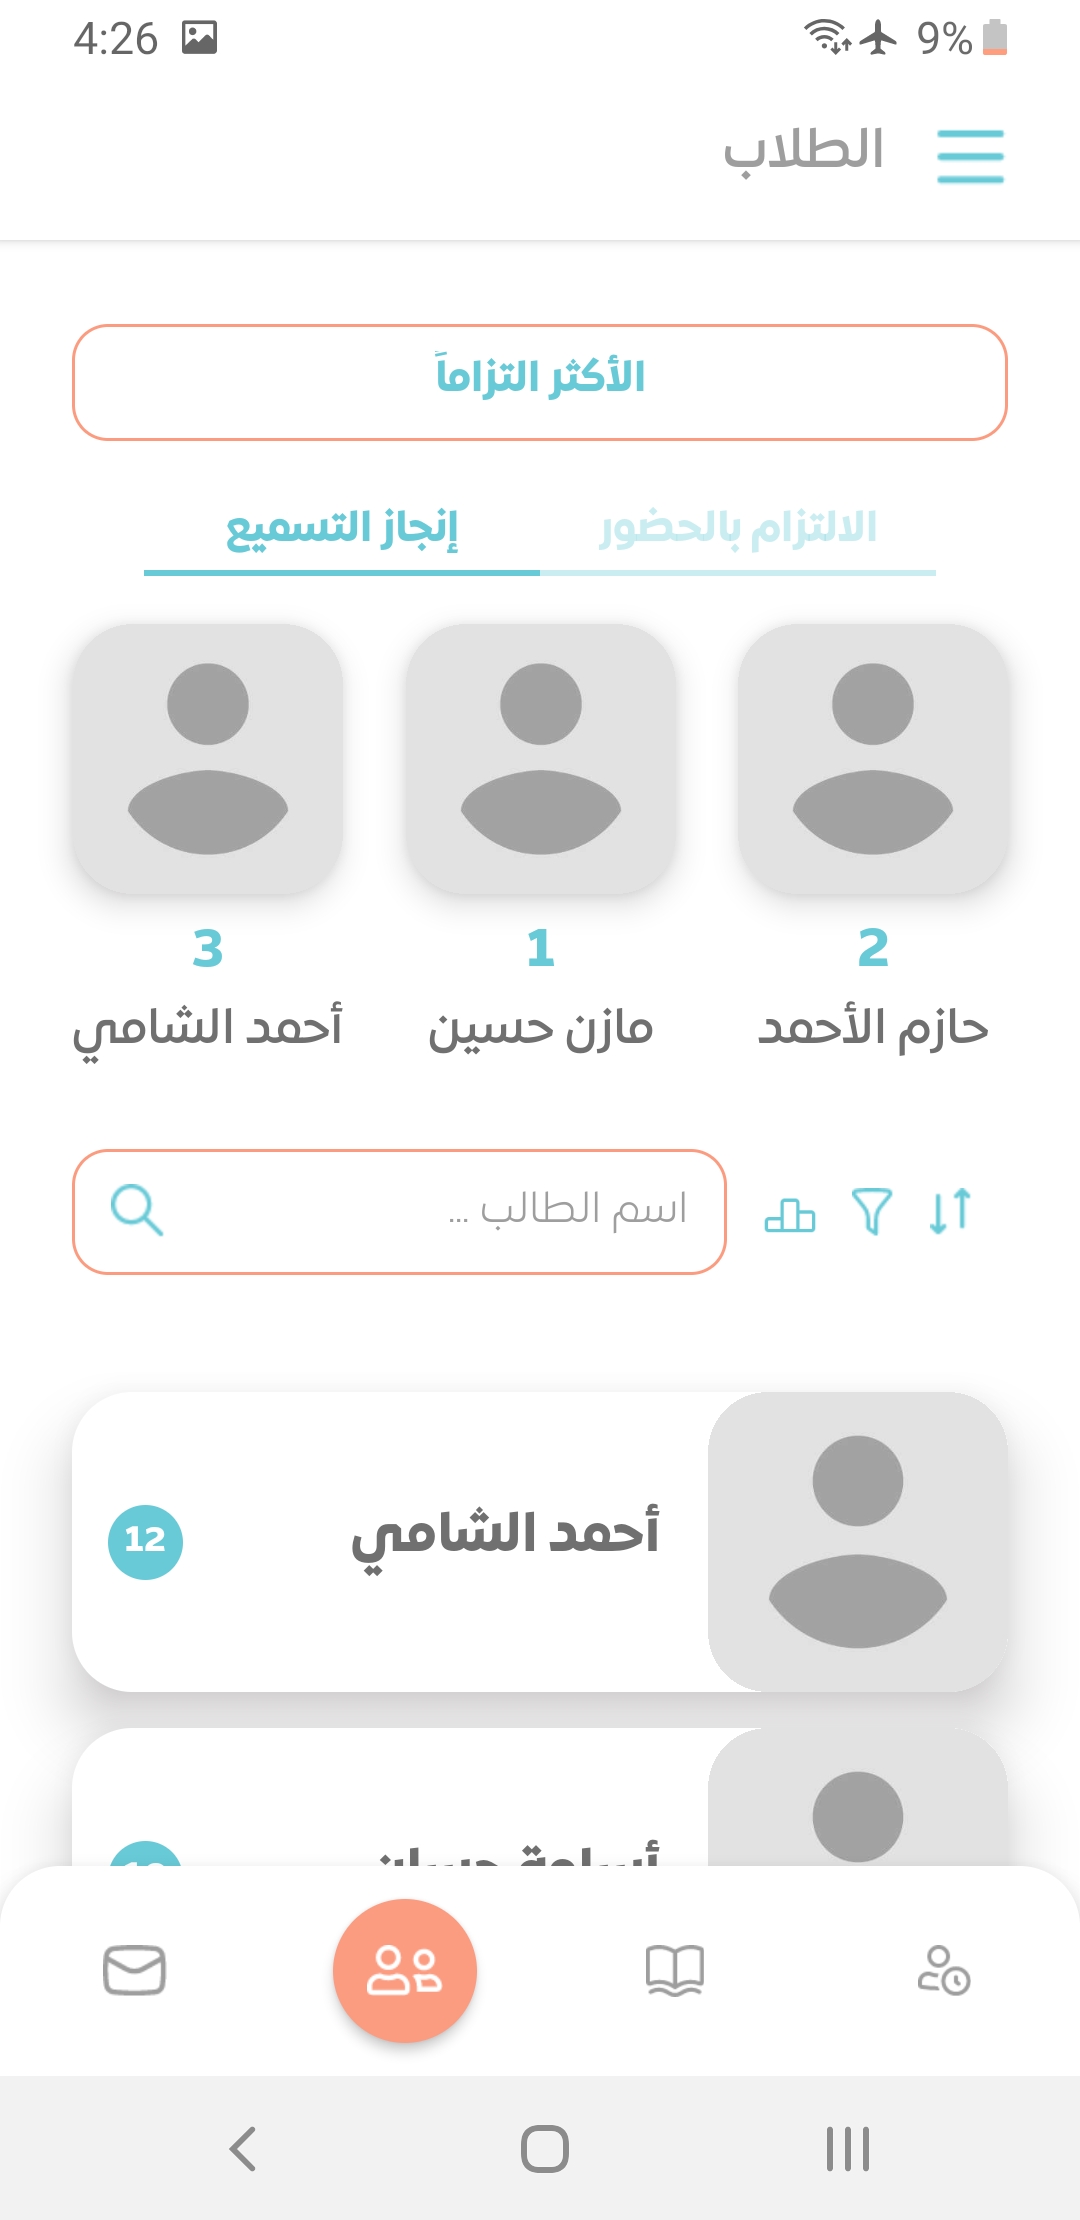 4:26 9%
الطلاب
الأكثر التزاماً
الالتزام بالحضور إنجاز التسميع
2 1 3
حازم الأحمد مازن حسين أحمد الشامي
اسم الطالب ...
أحمد الشامي 12